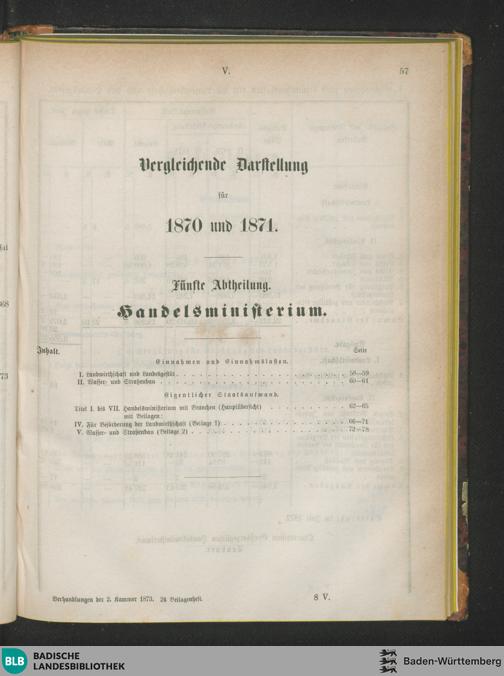 V. 57
Vergleichende Darstellung
für
1870 und 1871.
Fünfte Abtheilung.
Handelsministerium.
Inhalt. Seite
Einnahmen und Einnahmslasten.
I. Landwirthschaft und Landesgestüt 58—59
II. Wasser- und Straßenbau 60—61
Eigentlicher Staatsaufwand.
Titel I. bis VII. Handelsministerium mit Branchen (Hauptübersicht) 62—65
mit Beilagen:
IV. Für Beförderung der Landwirthschaft (Beilage 1) 66—71
V. Wasser- und Straßenbau (Beilage 2) 72—78
Verhandlungen der 2. Kammer 1873. 24 Beilagenheft. 8 V.
BLB BADISCHE
LANDESBIBLIOTHEK
Baden-Württemberg